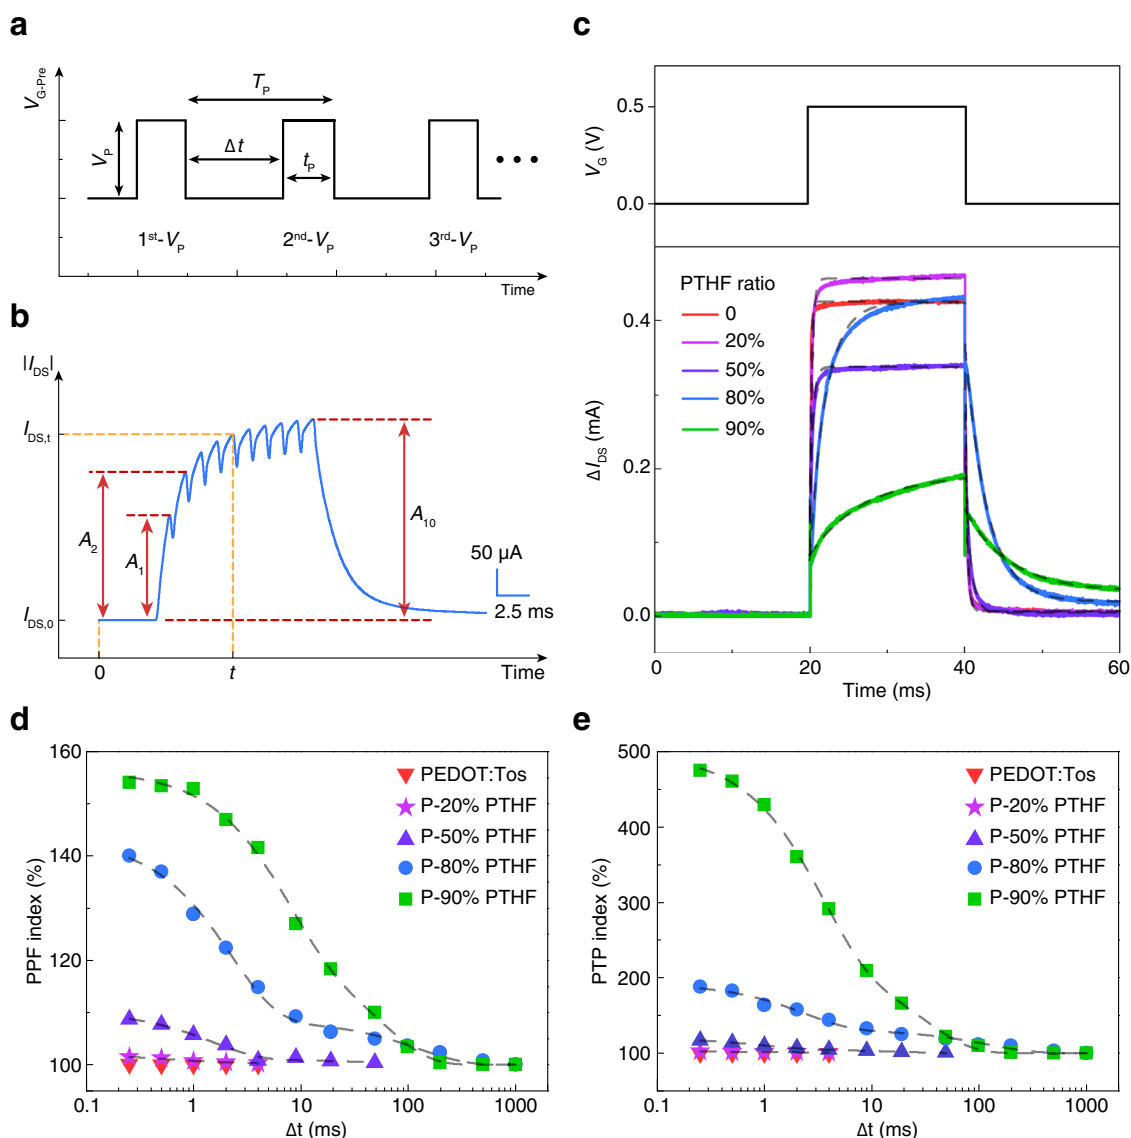 a
V_G-Pre
T_P
V_P
Δt
t_P
1st-V_P 2nd-V_P 3rd-V_P
Time
b
|I_DS|
I_DS,t
A_2
A_1
A_10
50 µA
2.5 ms
I_DS,0
0 t Time
c
V_G (V)
0.5
0.0
ΔI_DS (mA)
PTHF ratio
0
20%
50%
80%
90%
0.4
0.2
0.0
0 20 40 60
Time (ms)
d
PPF index (%)
160
140
120
100
PEDOT:Tos
P-20% PTHF
P-50% PTHF
P-80% PTHF
P-90% PTHF
0.1 1 10 100 1000
Δt (ms)
e
PTP index (%)
500
450
400
350
300
250
200
150
100
PEDOT:Tos
P-20% PTHF
P-50% PTHF
P-80% PTHF
P-90% PTHF
0.1 1 10 100 1000
Δt (ms)